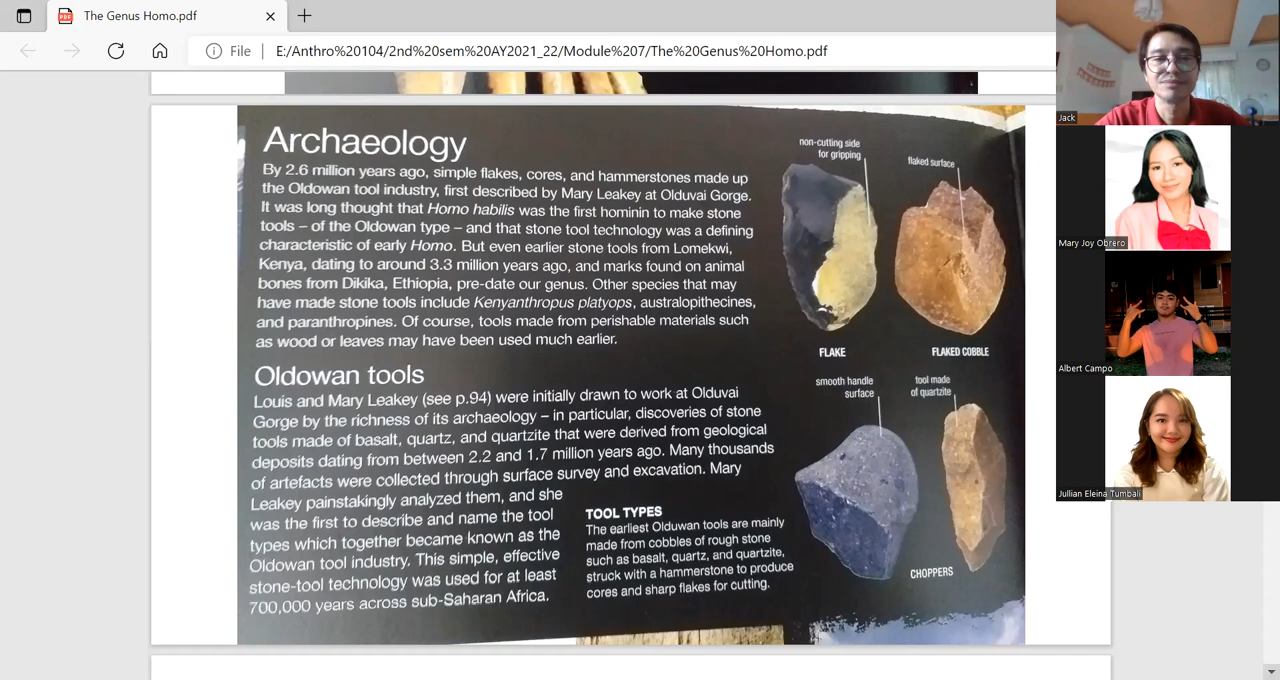 The Genus Homo.pdf
File
E:/Anthro%20104/2nd%20sem%20AY2021_22/Module%207/The%20Genus%20Homo.pdf
Archaeology
By 2.6 million years ago, simple flakes, cores, and hammerstones made up
the Oldowan tool industry, first described by Mary Leakey at Olduvai Gorge.
It was long thought that Homo habilis was the first hominin to make stone
tools – of the Oldowan type – and that stone tool technology was a defining
characteristic of early Homo. But even earlier stone tools from Lomekwi,
Kenya, dating to around 3.3 million years ago, and marks found on animal
bones from Dikika, Ethiopia, pre-date our genus. Other species that may
have made stone tools include Kenyanthropus platyops, australopithecines,
and paranthropines. Of course, tools made from perishable materials such
as wood or leaves may have been used much earlier.
Oldowan tools
Louis and Mary Leakey (see p.94) were initially drawn to work at Olduvai
Gorge by the richness of its archaeology – in particular, discoveries of stone
tools made of basalt, quartz, and quartzite that were derived from geological
deposits dating from between 2.2 and 1.7 million years ago. Many thousands
of artefacts were collected through surface survey and excavation. Mary
Leakey painstakingly analyzed them, and she
was the first to describe and name the tool
types which together became known as the
Oldowan tool industry. This simple, effective
stone-tool technology was used for at least
700,000 years across sub-Saharan Africa.
TOOL TYPES
The earliest Olduwan tools are mainly
made from cobbles of rough stone
such as basalt, quartz, and quartzite,
struck with a hammerstone to produce
cores and sharp flakes for cutting.
non-cutting side
for gripping
flaked surface
FLAKE
FLAKED COBBLE
smooth handle
surface
tool made
of quartzite
CHOPPERS
Jack
Mary Joy Obrero
Albert Campo
Jullian Eleina Tumbali